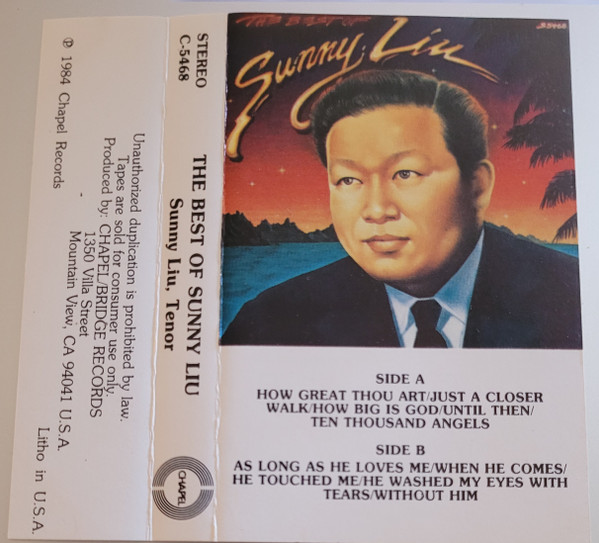 ℗ 1984 Chapel Records
Unauthorized duplication is prohibited by law.
Tapes are sold for consumer use only.
Produced by: CHAPEL/BRIDGE RECORDS
1350 Villa Street
Mountain View, CA 94041 U.S.A.
Litho in U.S.A.
STEREO
C-5468
THE BEST OF SUNNY LIU
Sunny Liu, Tenor
CHAPEL
THE BEST OF
S5468
Sunny Liu
SIDE A
HOW GREAT THOU ART/JUST A CLOSER
WALK/HOW BIG IS GOD/UNTIL THEN/
TEN THOUSAND ANGELS
SIDE B
AS LONG AS HE LOVES ME/WHEN HE COMES/
HE TOUCHED ME/HE WASHED MY EYES WITH
TEARS/WITHOUT HIM